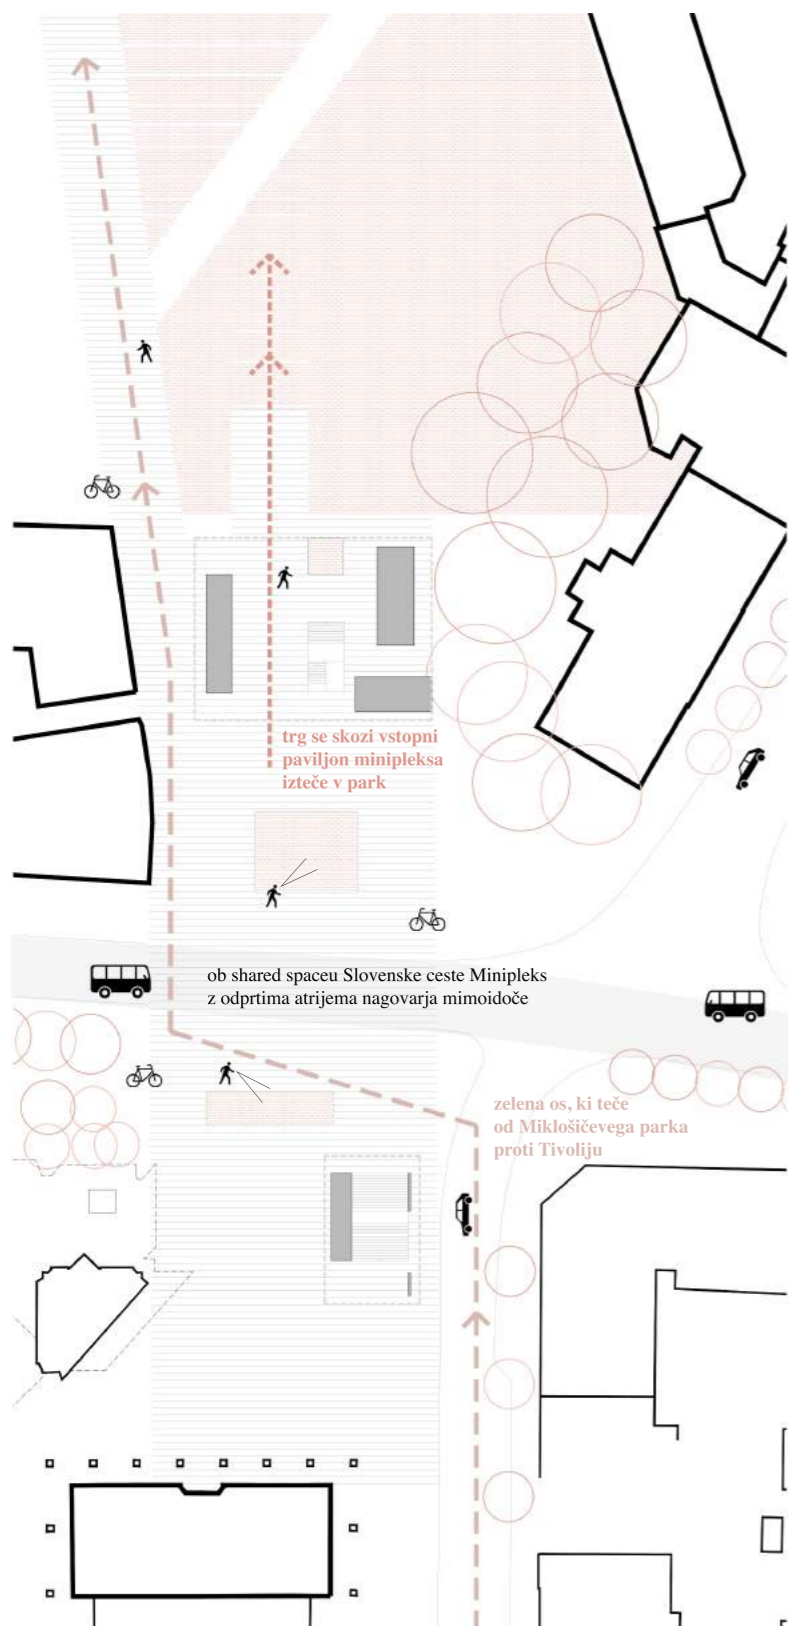 trg se skozi vstopni
paviljon minipleksa
izteče v park
ob shared spaceu Slovenske ceste Minipleks
z odprtima atrijema nagovarja mimoidoče
zelena os, ki teče
od Miklošičevega parka
proti Tivoliju